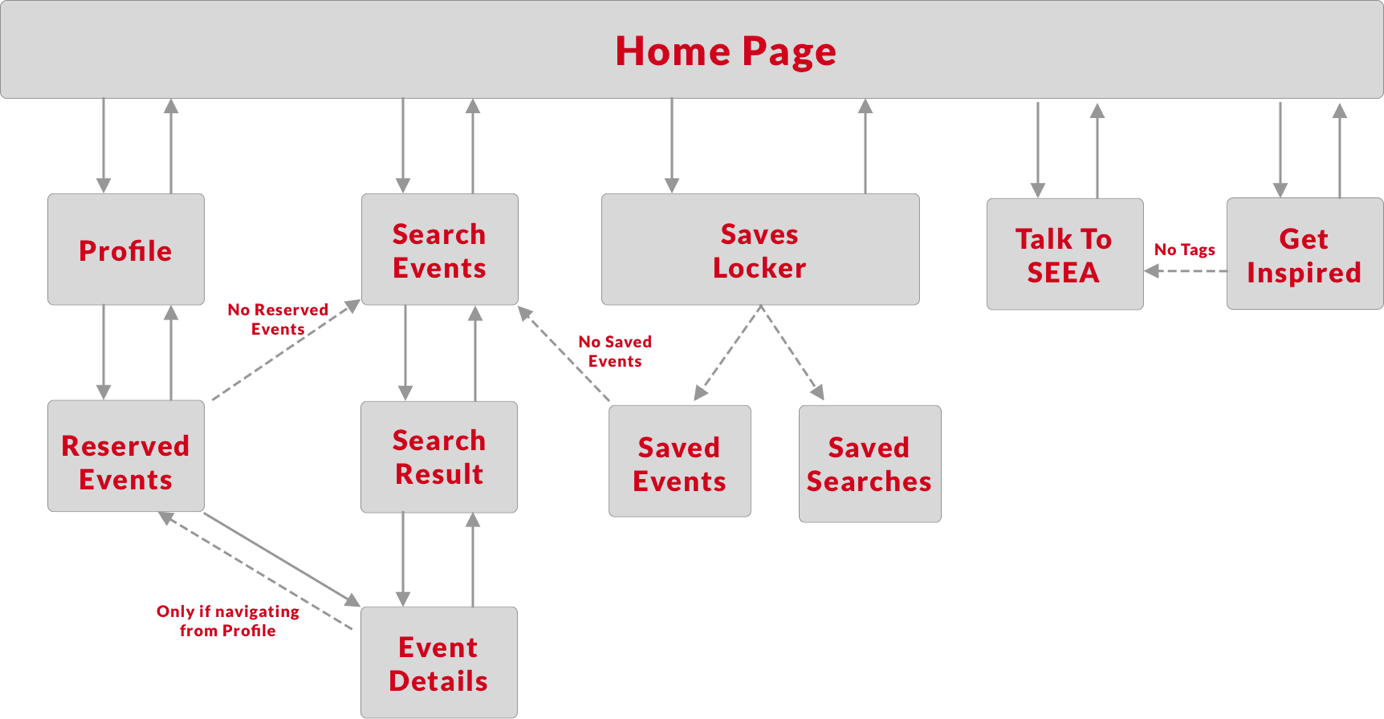 Home Page
Profile
Search
Events
Saves
Locker
Talk To
SEEA
No Tags
Get
Inspired
No Reserved
Events
No Saved
Events
Reserved
Events
Search
Result
Saved
Events
Saved
Searches
Only if navigating
from Profile
Event
Details